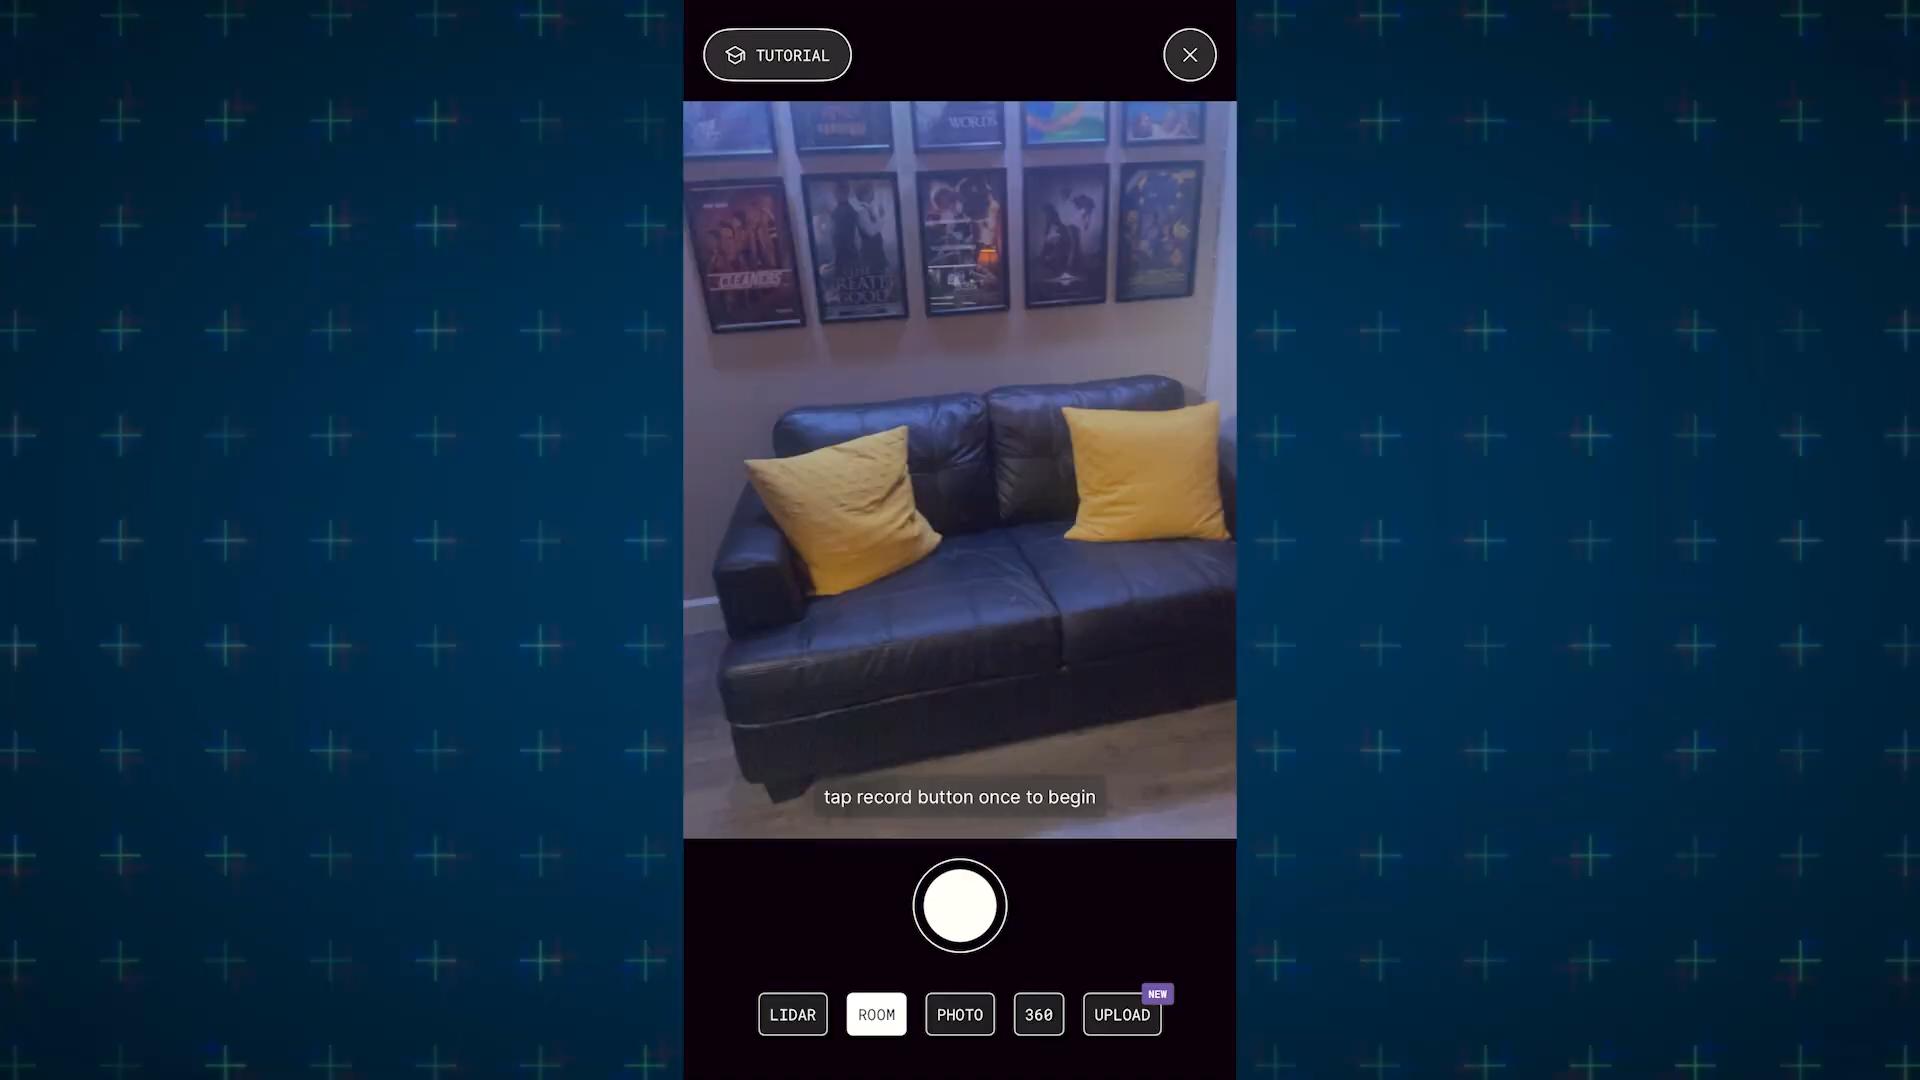 TUTORIAL
WORDS
CLEANERS
tap record button once to begin
LIDAR
ROOM
PHOTO
360
UPLOAD
NEW